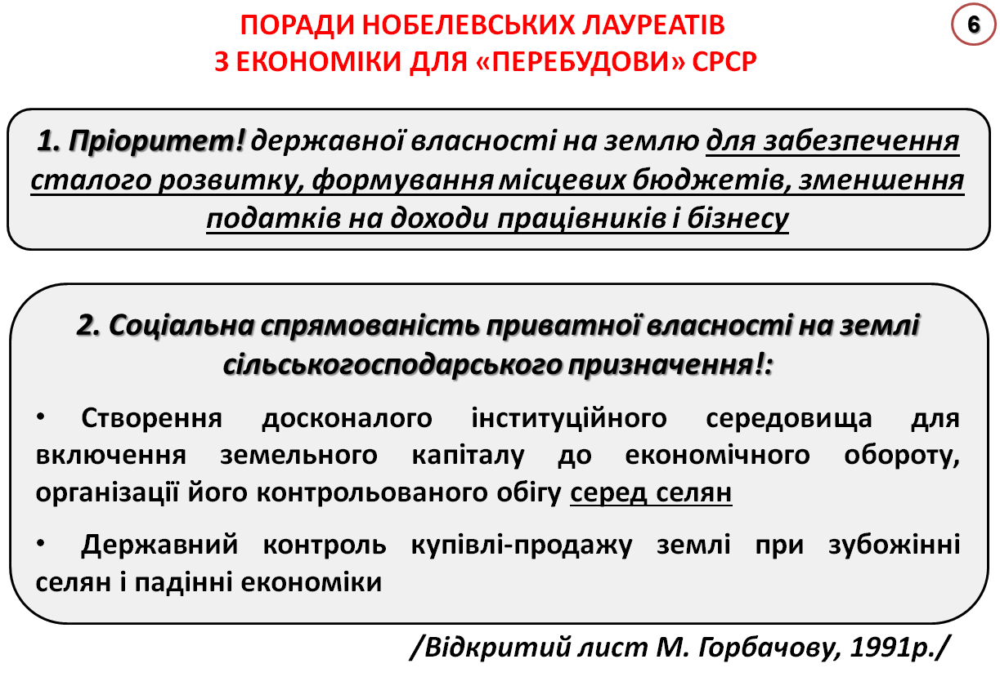 ПОРАДИ НОБЕЛЕВСЬКИХ ЛАУРЕАТІВ
З ЕКОНОМІКИ ДЛЯ «ПЕРЕБУДОВИ» СРСР
6
1. Пріоритет! державної власності на землю для забезпечення
сталого розвитку, формування місцевих бюджетів, зменшення
податків на доходи працівників і бізнесу
2. Соціальна спрямованість приватної власності на землі
сільськогосподарського призначення!:
• Створення досконалого інституційного середовища для
включення земельного капіталу до економічного обороту,
організації його контрольованого обігу серед селян
• Державний контроль купівлі-продажу землі при зубожінні
селян і падінні економіки
/Відкритий лист М. Горбачову, 1991р./